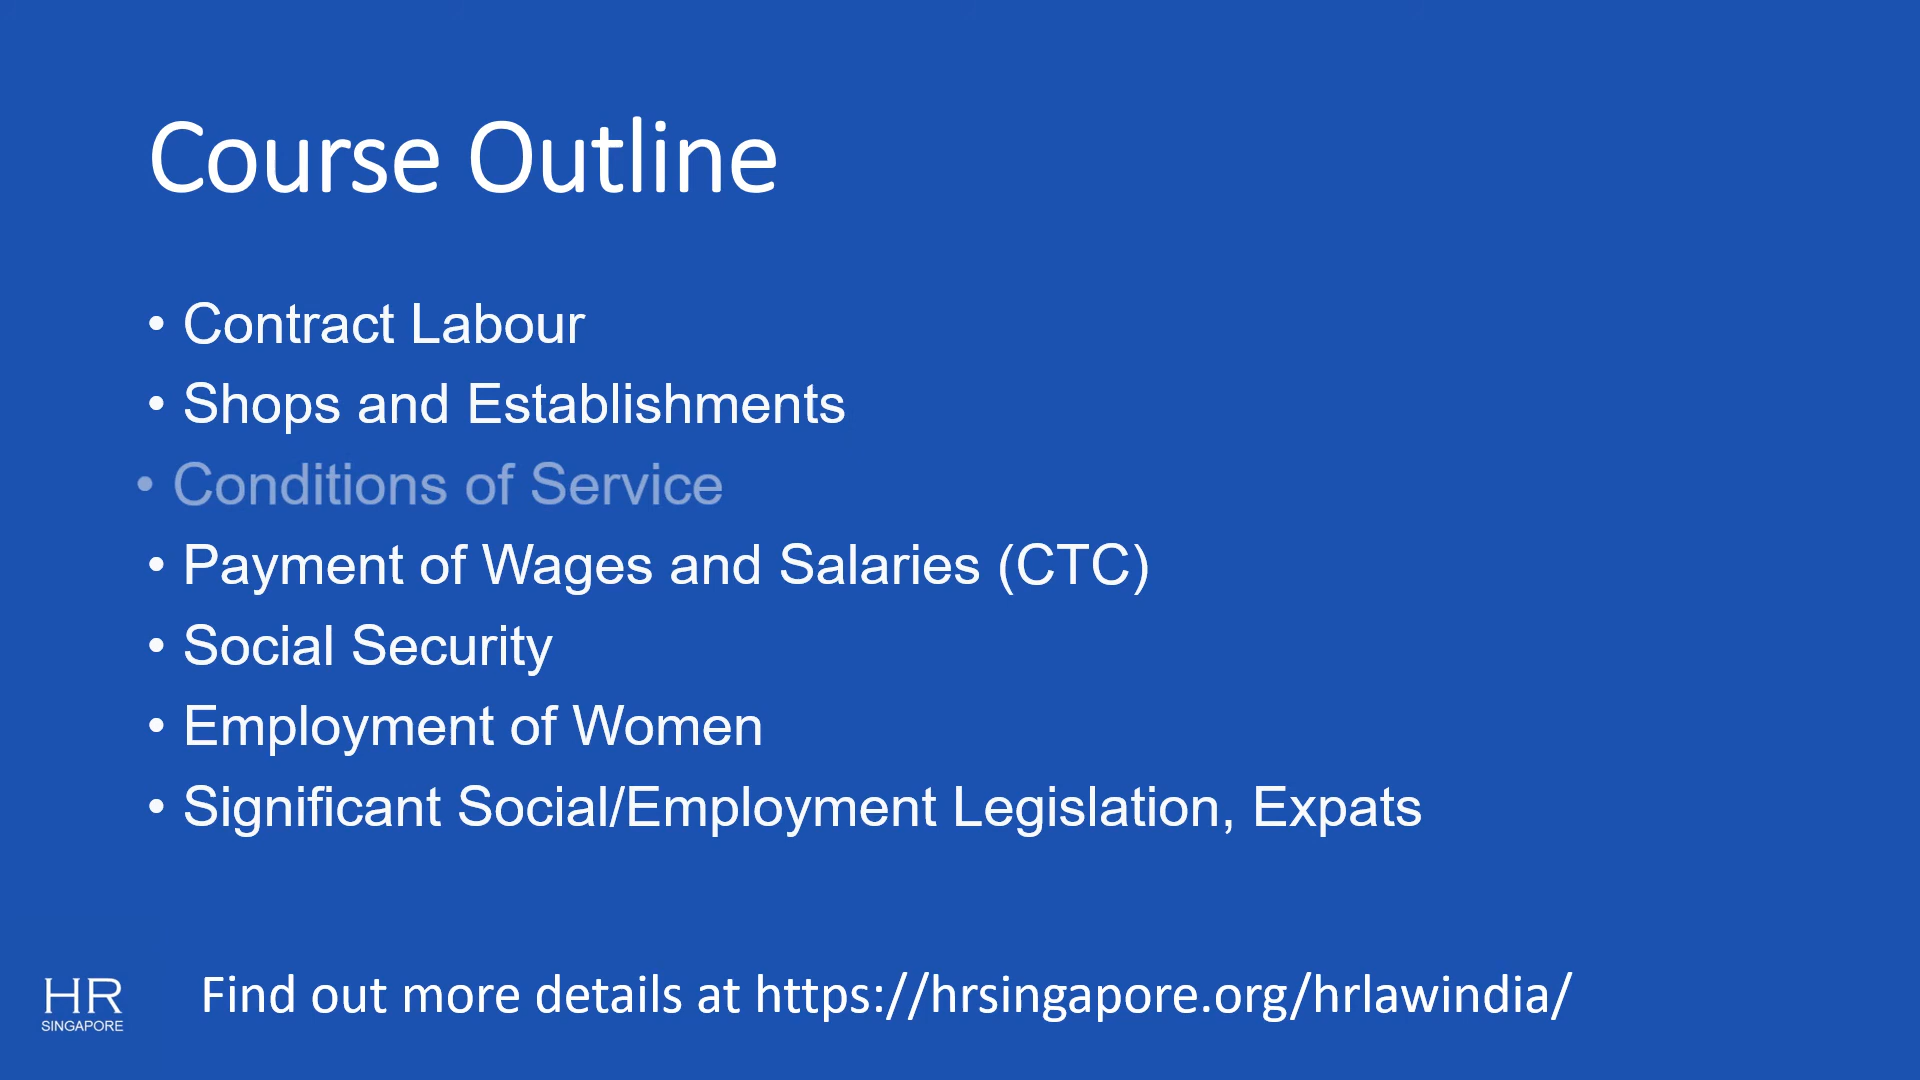 Course Outline
• Contract Labour
• Shops and Establishments
• Conditions of Service
• Payment of Wages and Salaries (CTC)
• Social Security
• Employment of Women
• Significant Social/Employment Legislation, Expats
HR
SINGAPORE
Find out more details at https://hrsingapore.org/hrlawindia/